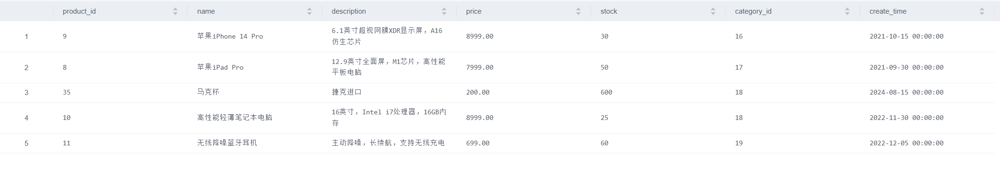 product_id name description price stock category_id create_time
1 9 苹果iPhone 14 Pro 6.1英寸超视网膜XDR显示屏，A16 8999.00 30 16 2021-10-15 00:00:00
仿生芯片
2 8 苹果iPad Pro 12.9英寸全面屏，M1芯片，高性能 7999.00 50 17 2021-09-30 00:00:00
平板电脑
3 35 马克杯 捷克进口 200.00 600 18 2024-08-15 00:00:00
4 10 高性能轻薄笔记本电脑 16英寸，Intel i7处理器，16GB内 8999.00 25 18 2022-11-30 00:00:00
存
5 11 无线降噪蓝牙耳机 主动降噪，长续航，支持无线充电 699.00 60 19 2022-12-05 00:00:00